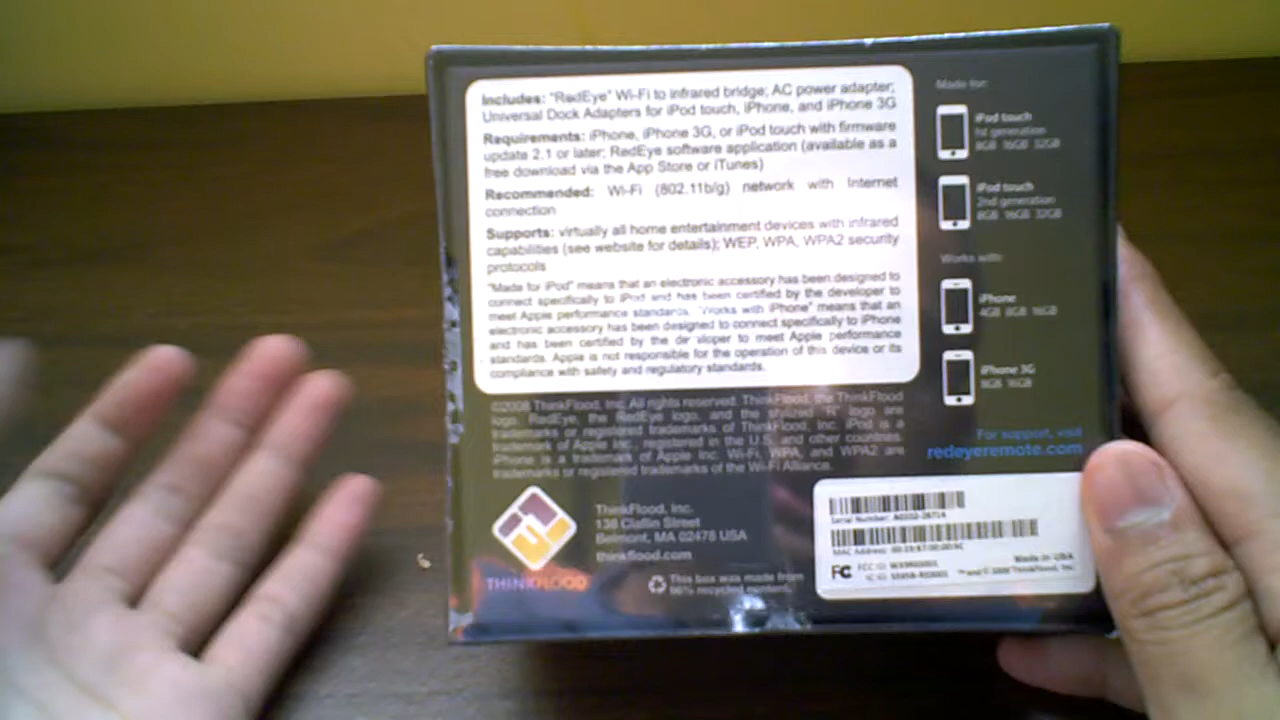 Includes: "RedEye" Wi-Fi to infrared bridge; AC power adapter;
Universal Dock Adapters for iPod touch, iPhone, and iPhone 3G
Requirements: iPhone, iPhone 3G, or iPod touch with firmware
update 2.1 or later; RedEye software application (available as a
free download via the App Store or iTunes)
Recommended: Wi-Fi (802.11b/g) network with Internet
connection
Supports: virtually all home entertainment devices with infrared
capabilities (see website for details); WEP, WPA, WPA2 security
protocols
"Made for iPod" means that an electronic accessory has been designed to
connect specifically to iPod and has been certified by the developer to
meet Apple performance standards. "Works with iPhone" means that an
electronic accessory has been designed to connect specifically to iPhone
and has been certified by the developer to meet Apple performance
standards. Apple is not responsible for the operation of this device or its
compliance with safety and regulatory standards.
©2008 ThinkFlood, Inc. All rights reserved. ThinkFlood, the ThinkFlood
logo, RedEye, the RedEye logo, and the stylized "R" logo are
trademarks or registered trademarks of ThinkFlood, Inc. iPod is a
trademark of Apple Inc., registered in the U.S. and other countries.
iPhone is a trademark of Apple Inc. Wi-Fi, WPA, and WPA2 are
trademarks or registered trademarks of the Wi-Fi Alliance.
THINKFLOOD
ThinkFlood, Inc.
138 Claflin Street
Belmont, MA 02478 USA
thinkflood.com
This box was made from
recycled content.
Made for:
iPod touch
1st generation
8GB 16GB 32GB
iPod touch
2nd generation
8GB 16GB 32GB
Works with:
iPhone
4GB 8GB 16GB
iPhone 3G
8GB 16GB
For support, visit
redeyeremote.com
Serial Number:
MAC Address:
Made in USA
FC FCC ID:
IC ID:
™ and © 2008 ThinkFlood, Inc.